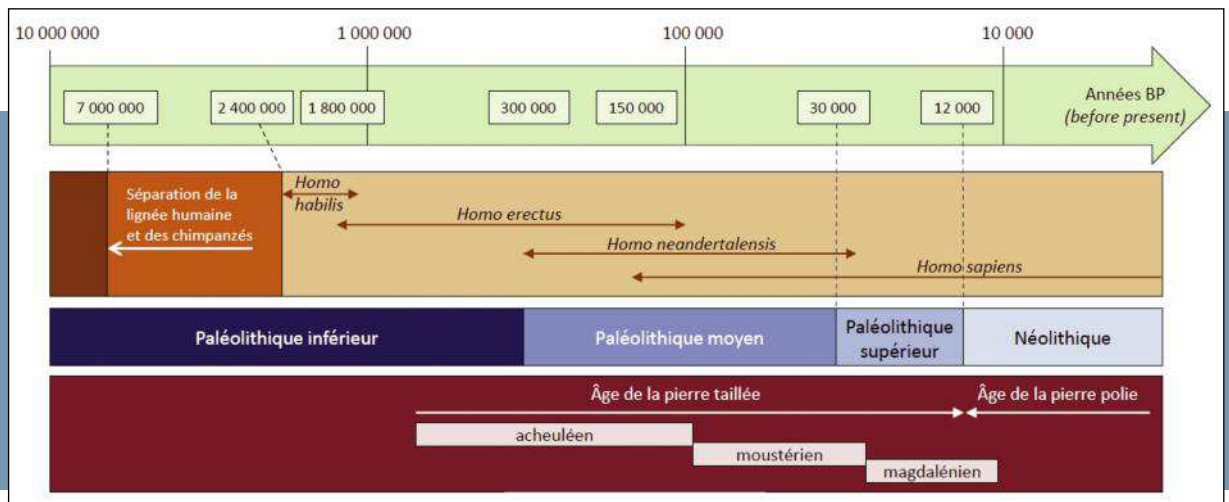 10 000 000
1 000 000
100 000
10 000
7 000 000
2 400 000
1 800 000
300 000
150 000
30 000
12 000
Années BP
(before present)
Séparation de la
lignée humaine
et des chimpanzés
Homo
habilis
Homo erectus
Homo neandertalensis
Homo sapiens
Paléolithique inférieur
Paléolithique moyen
Paléolithique
supérieur
Néolithique
Âge de la pierre taillée
Âge de la pierre polie
acheuléen
moustérien
magdalénien